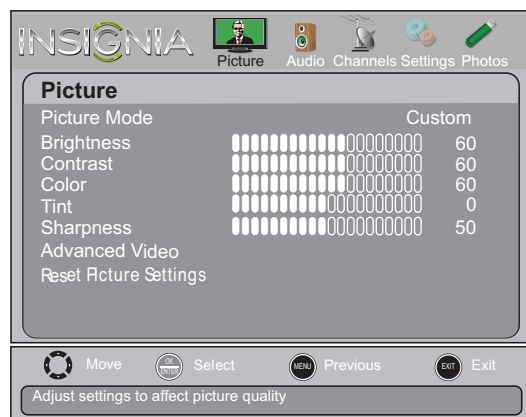 INSIGNIA
Picture Audio Channels Settings Photos
Picture
Picture Mode Custom
Brightness 60
Contrast 60
Color 60
Tint 0
Sharpness 50
Advanced Video
Reset Picture Settings
Move OK ENTER Select MENU Previous EXIT Exit
Adjust settings to affect picture quality